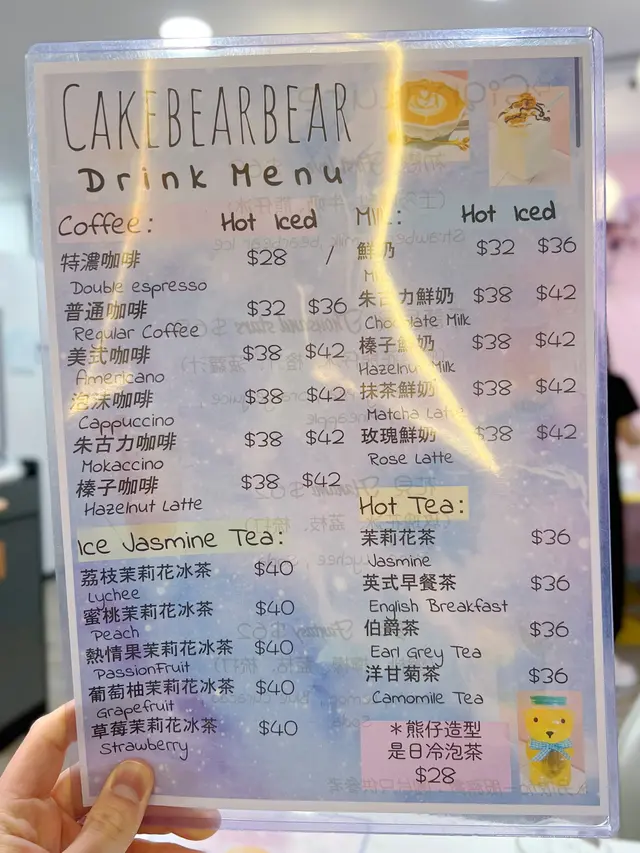 CAKEBEARBEAR
Drink Menu
Coffee: Hot Iced
特濃咖啡 $28 /
Double espresso
普通咖啡 $32 $36
Regular Coffee
美式咖啡 $38 $42
Americano
泡沫咖啡 $38 $42
Cappuccino
朱古力咖啡 $38 $42
Mokaccino
榛子咖啡 $38 $42
Hazelnut Latte
Ice Jasmine Tea:
荔枝茉莉花冰茶 $40
Lychee
蜜桃茉莉花冰茶 $40
Peach
熱情果茉莉花冰茶 $40
PassionFruit
葡萄柚茉莉花冰茶 $40
Grapefruit
草莓茉莉花冰茶 $40
Strawberry
Milk: Hot Iced
鮮奶 $32 $36
朱古力鮮奶 $38 $42
Chocolate Milk
榛子鮮奶 $38 $42
Hazelnut Milk
抹茶鮮奶 $38 $42
Matcha Latte
玫瑰鮮奶 $38 $42
Rose Latte
Hot Tea:
茉莉花茶 $36
Jasmine
英式早餐茶 $36
English Breakfast
伯爵茶 $36
Earl Grey Tea
洋甘菊茶 $36
Camomile Tea
*熊仔造型
是日冷泡茶
$28